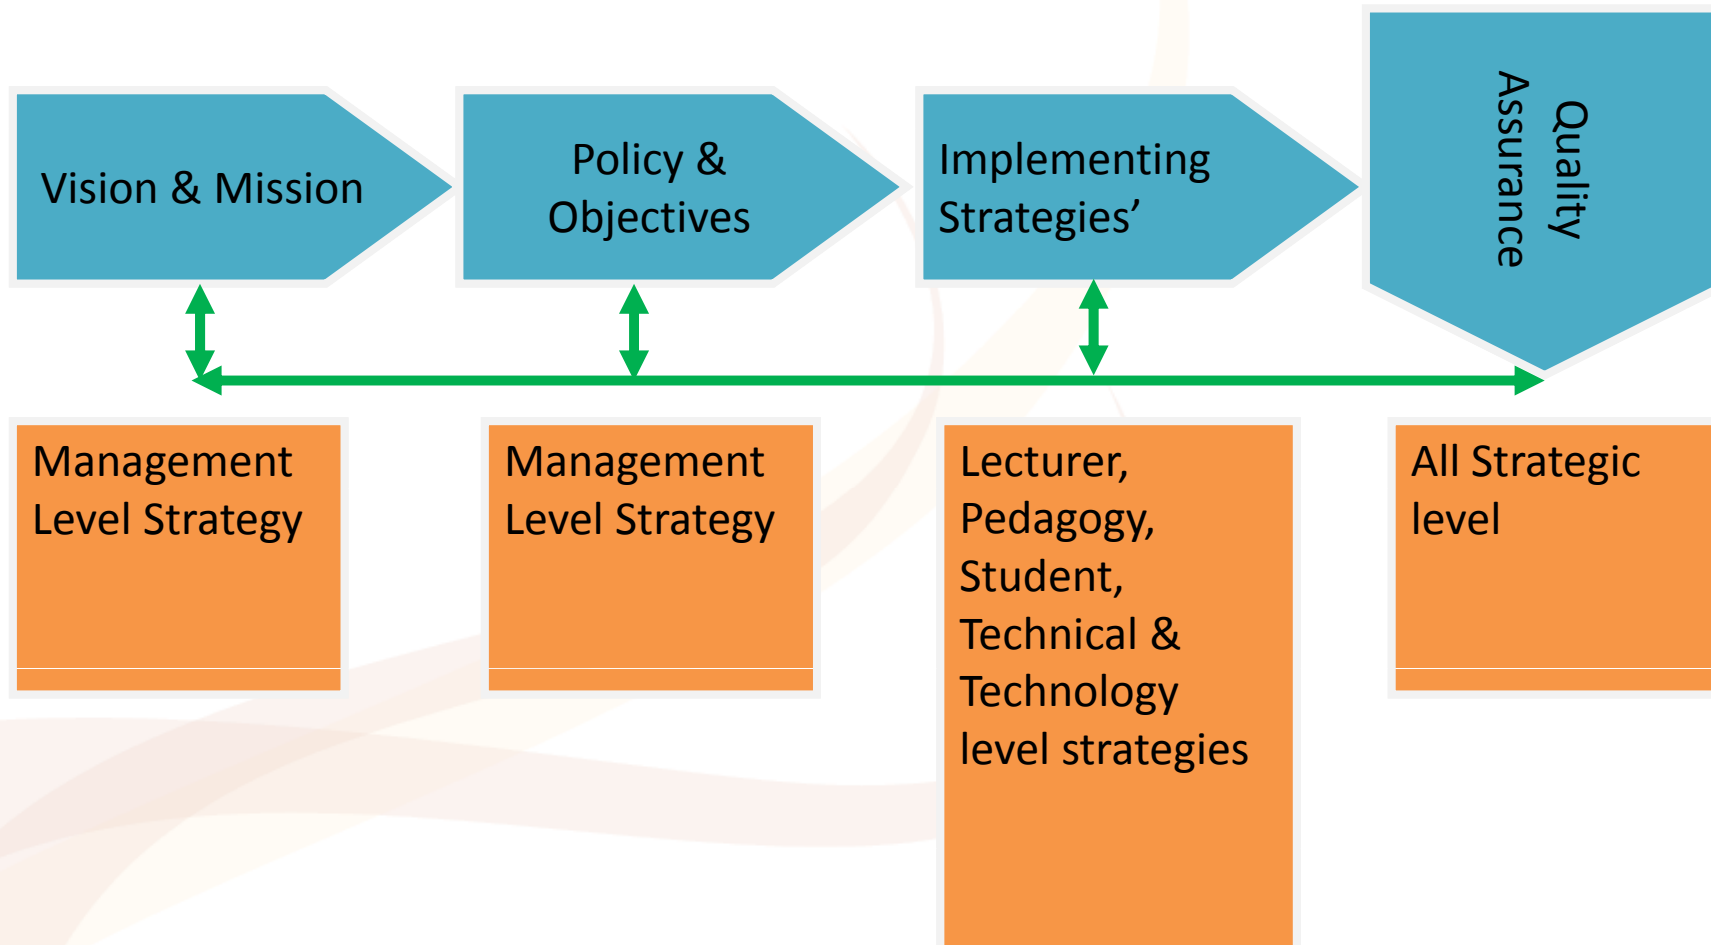 Vision & Mission
Policy &
Objectives
Implementing
Strategies’
Quality
Assurance
Management
Level Strategy
Management
Level Strategy
Lecturer,
Pedagogy,
Student,
Technical &
Technology
level strategies
All Strategic
level